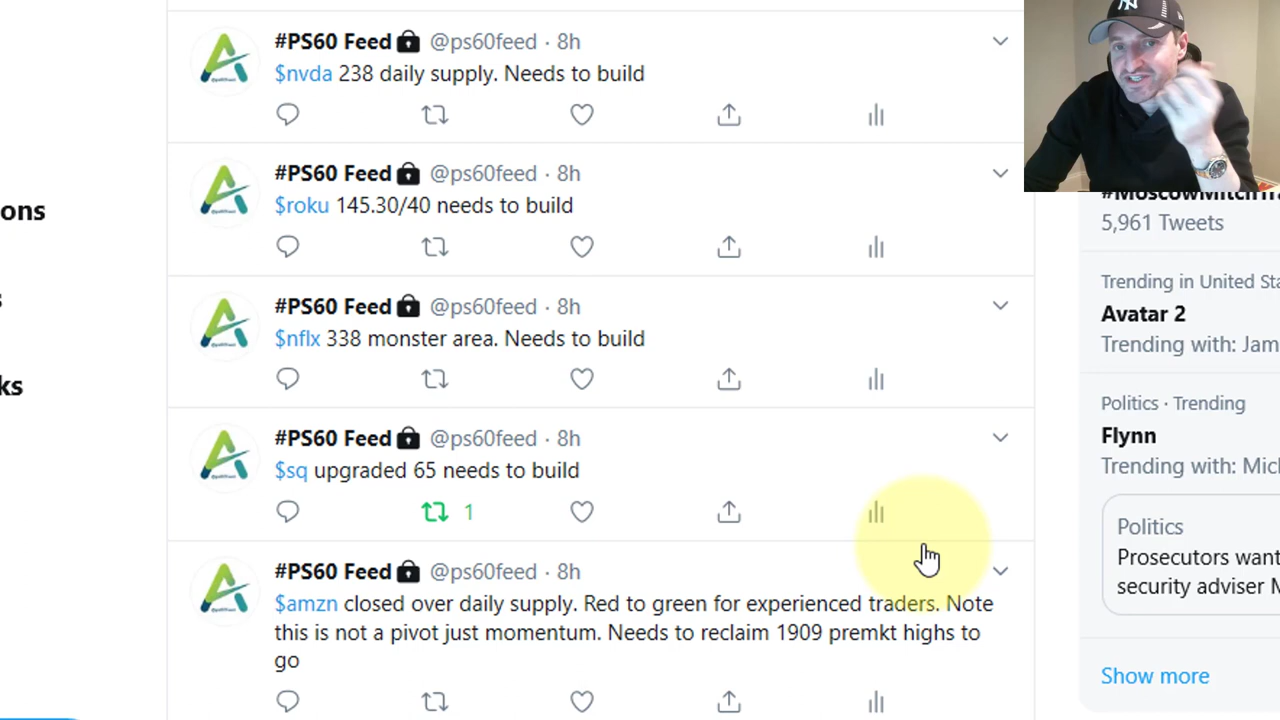 #PS60 Feed @ps60feed · 8h
$nvda 238 daily supply. Needs to build
#PS60 Feed @ps60feed · 8h
$roku 145.30/40 needs to build
#PS60 Feed @ps60feed · 8h
$nflx 338 monster area. Needs to build
#PS60 Feed @ps60feed · 8h
$sq upgraded 65 needs to build
1
#PS60 Feed @ps60feed · 8h
$amzn closed over daily supply. Red to green for experienced traders. Note
this is not a pivot just momentum. Needs to reclaim 1909 premkt highs to
go
ons
s
ks
5,961 Tweets
Trending in United Sta
Avatar 2
Trending with: Jam
Politics · Trending
Flynn
Trending with: Mic
Politics
Prosecutors want
security adviser M
Show more